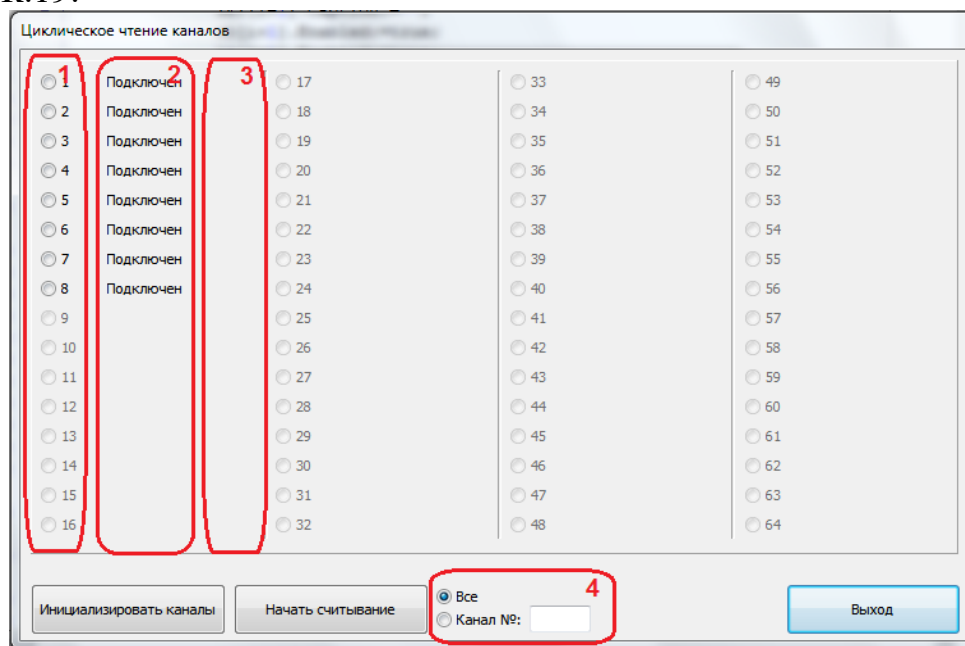 к.19.
Циклическое чтение каналов
1 Подключен 17 33 49
2 Подключен 18 34 50
3 Подключен 19 35 51
4 Подключен 20 36 52
5 Подключен 21 37 53
6 Подключен 22 38 54
7 Подключен 23 39 55
8 Подключен 24 40 56
9 25 41 57
10 26 42 58
11 27 43 59
12 28 44 60
13 29 45 61
14 30 46 62
15 31 47 63
16 32 48 64
1 2 3
4
Инициализировать каналы
Начать считывание
Все
Канал №:
Выход